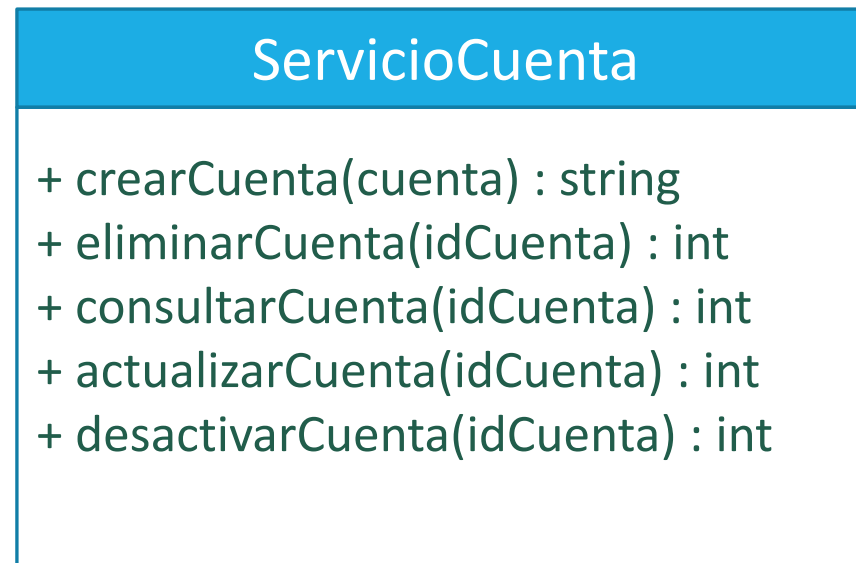 ServicioCuenta
+ crearCuenta(cuenta) : string
+ eliminarCuenta(idCuenta) : int
+ consultarCuenta(idCuenta) : int
+ actualizarCuenta(idCuenta) : int
+ desactivarCuenta(idCuenta) : int